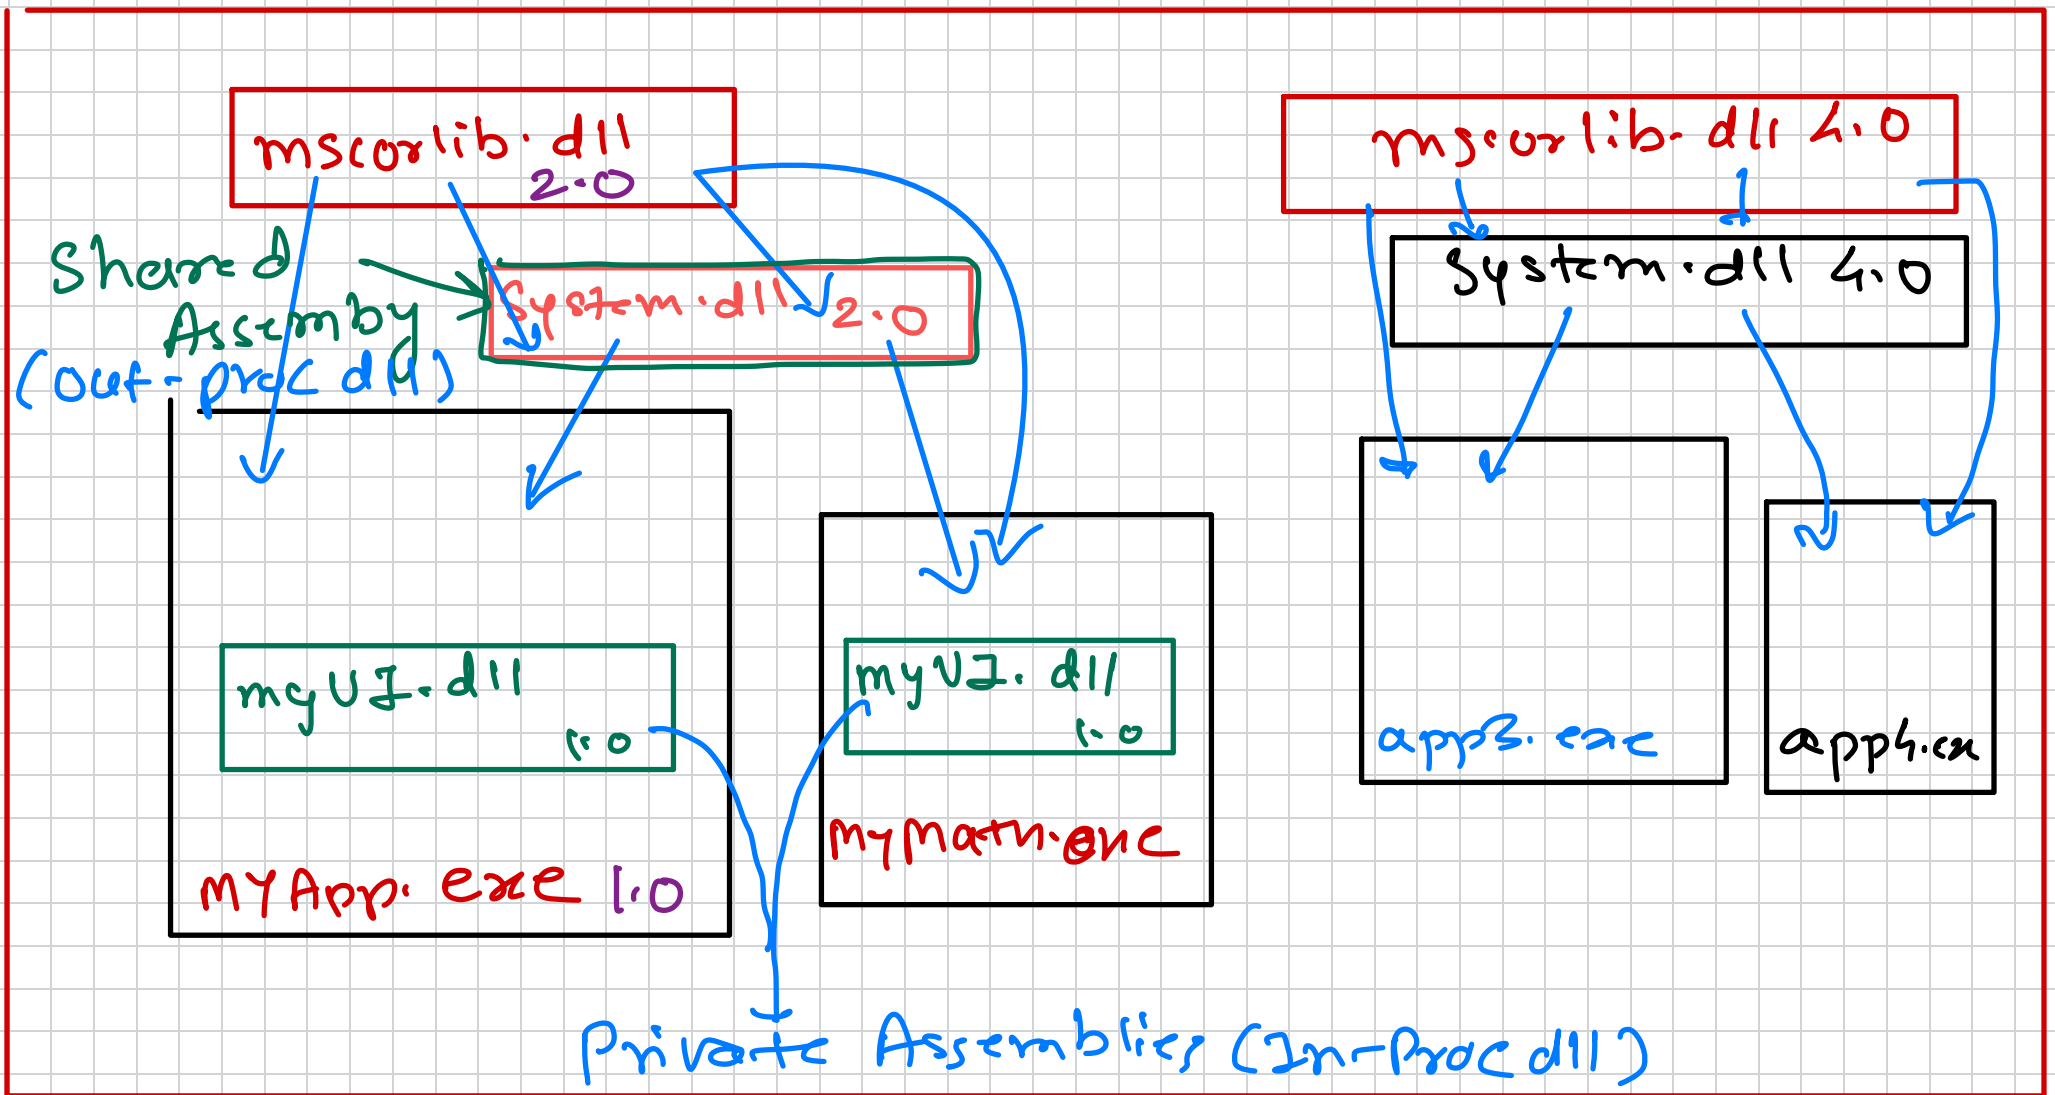 mscorlib.dll
2.0
mscorlib.dll 4.0
Shared
Assemby
(out-proc dll)
System.dll 2.0
System.dll 4.0
myUI.dll
1.0
myUI.dll
1.0
app3.exe
app4.ex
myMath.exe
MyApp.exe 1.0
Private Assemblies (In-Proc dll)